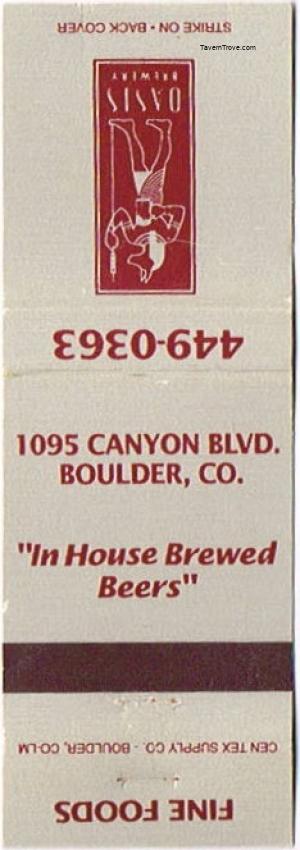 STRIKE ON • BACK COVER
TavernTrove.com
OASIS
BREWERY
449-0363
1095 CANYON BLVD.
BOULDER, CO.
"In House Brewed
Beers"
CEN TEX SUPPLY CO. - BOULDER, CO-LM
FINE FOODS